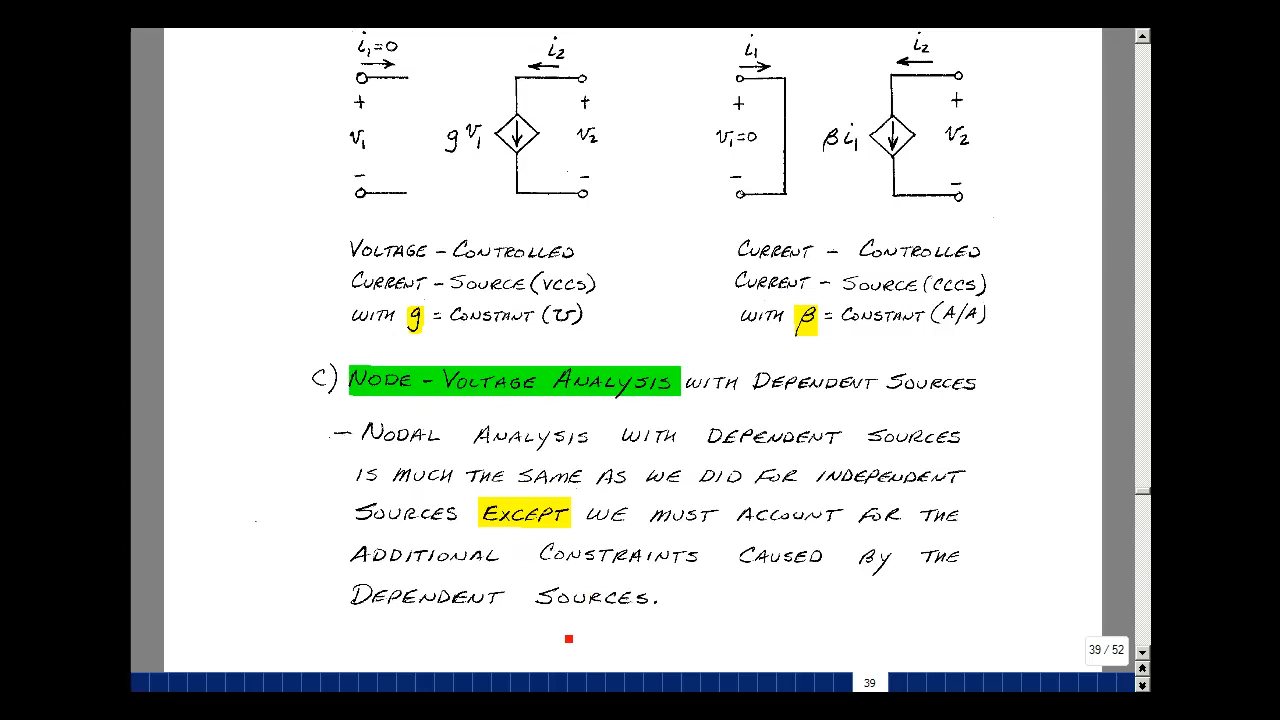 i₁=0 i₂ i₁ i₂
+ + + +
v₁ g v₁ v₂ v₁=0 β i₁ v₂
− − − −
VOLTAGE - CONTROLLED
CURRENT - SOURCE (VCCS)
WITH g = CONSTANT (℧)
CURRENT - CONTROLLED
CURRENT - SOURCE (CCCS)
WITH β = CONSTANT (A/A)
C) NODE - VOLTAGE ANALYSIS WITH DEPENDENT SOURCES
- NODAL ANALYSIS WITH DEPENDENT SOURCES
IS MUCH THE SAME AS WE DID FOR INDEPENDENT
SOURCES EXCEPT WE MUST ACCOUNT FOR THE
ADDITIONAL CONSTRAINTS CAUSED BY THE
DEPENDENT SOURCES.
39 / 52
39